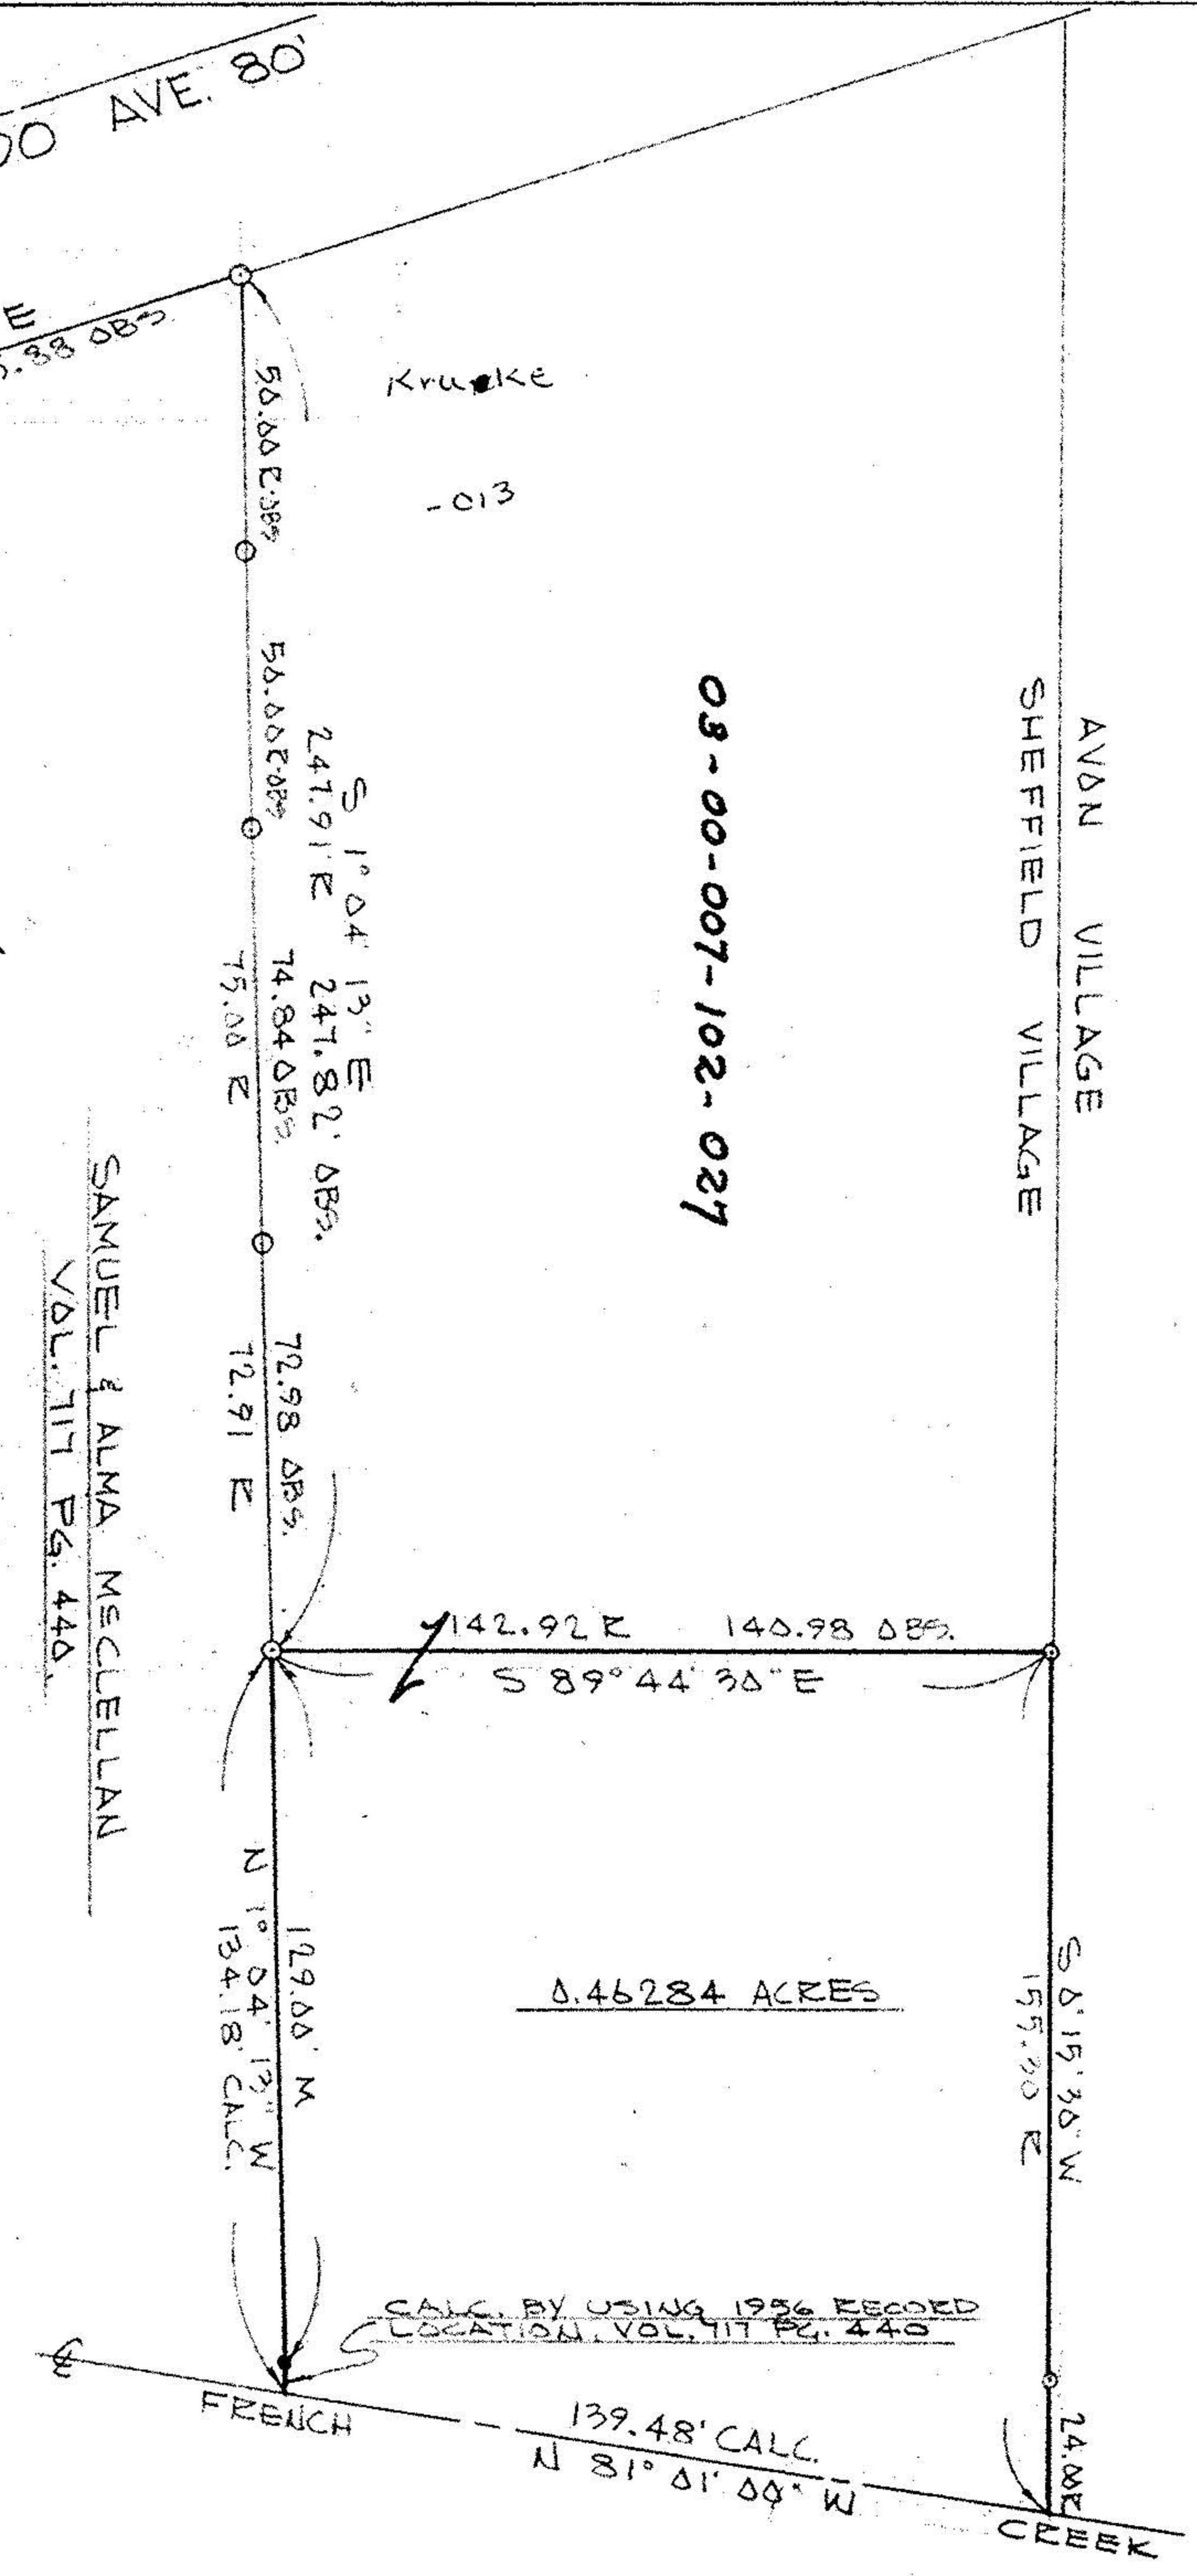 AVE. 80'
E
.88 OBS
50.00 R-OBS
Krueke
-013
50.00 R-OBS
S 1° 04' 13" E
247.91' R 247.82' OBS.
74.84 OBS.
75.00 R
03-00-007-102-027
AVON VILLAGE
SHEFFIELD VILLAGE
72.98 OBS.
72.91 R
SAMUEL & ALMA MECLELLAN
VOL. 717 PG. 440.
142.92 R 140.98 OBS.
S 89° 44' 30" E
129.00' M
N 1° 04' 13" W
134.18' CALC.
0.46284 ACRES
S 0° 15' 30" W
155.30 R
CALC. BY USING 1956 RECORD
LOCATION. VOL. 717 PG. 440
24.00 R
FRENCH
139.48' CALC.
N 81° 01' 00" W
CREEK